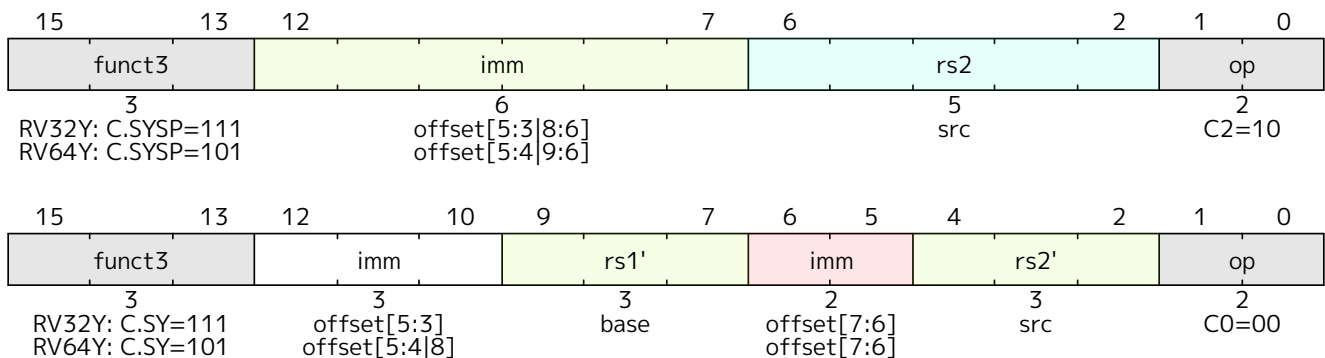 15 13 12 7 6 2 1 0
funct3 imm rs2 op
3 6 5 2
RV32Y: C.SYSP=111 offset[5:3|8:6] src C2=10
RV64Y: C.SYSP=101 offset[5:4|9:6]
15 13 12 10 9 7 6 5 4 2 1 0
funct3 imm rs1' imm rs2' op
3 3 3 2 3 2
RV32Y: C.SY=111 offset[5:3] base offset[7:6] src C0=00
RV64Y: C.SY=101 offset[5:4|8] offset[7:6]